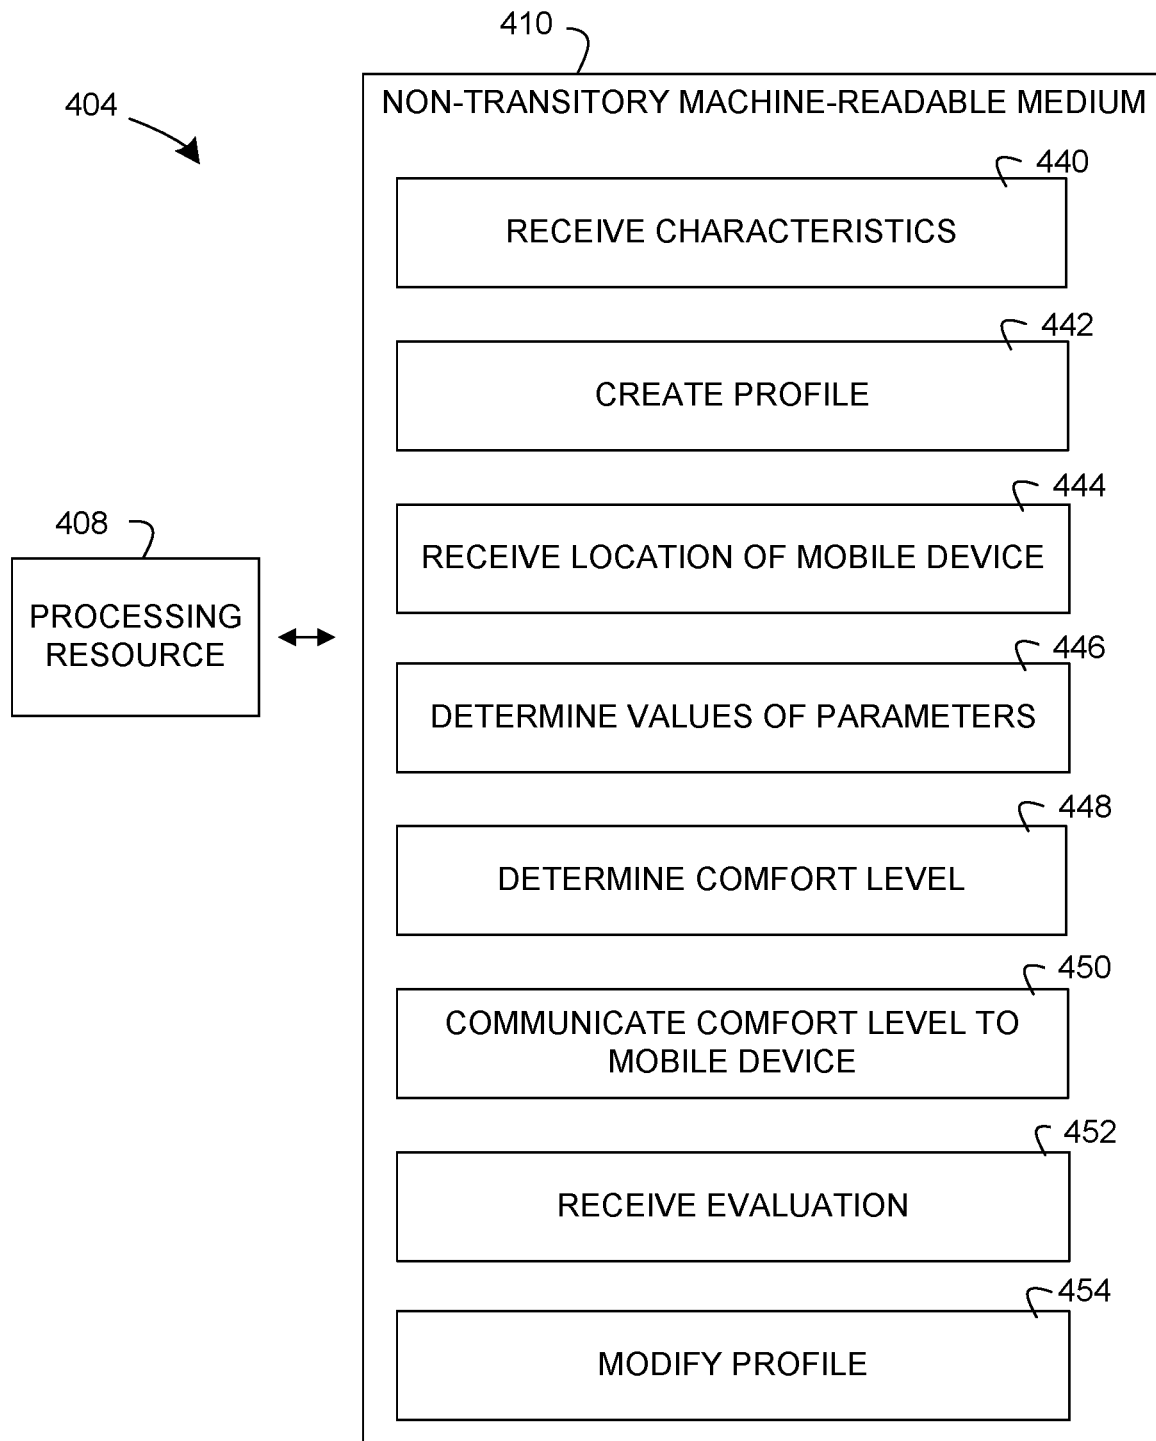 410
404
NON-TRANSITORY MACHINE-READABLE MEDIUM
440
RECEIVE CHARACTERISTICS
442
CREATE PROFILE
444
RECEIVE LOCATION OF MOBILE DEVICE
408
PROCESSING
RESOURCE
446
DETERMINE VALUES OF PARAMETERS
448
DETERMINE COMFORT LEVEL
450
COMMUNICATE COMFORT LEVEL TO
MOBILE DEVICE
452
RECEIVE EVALUATION
454
MODIFY PROFILE